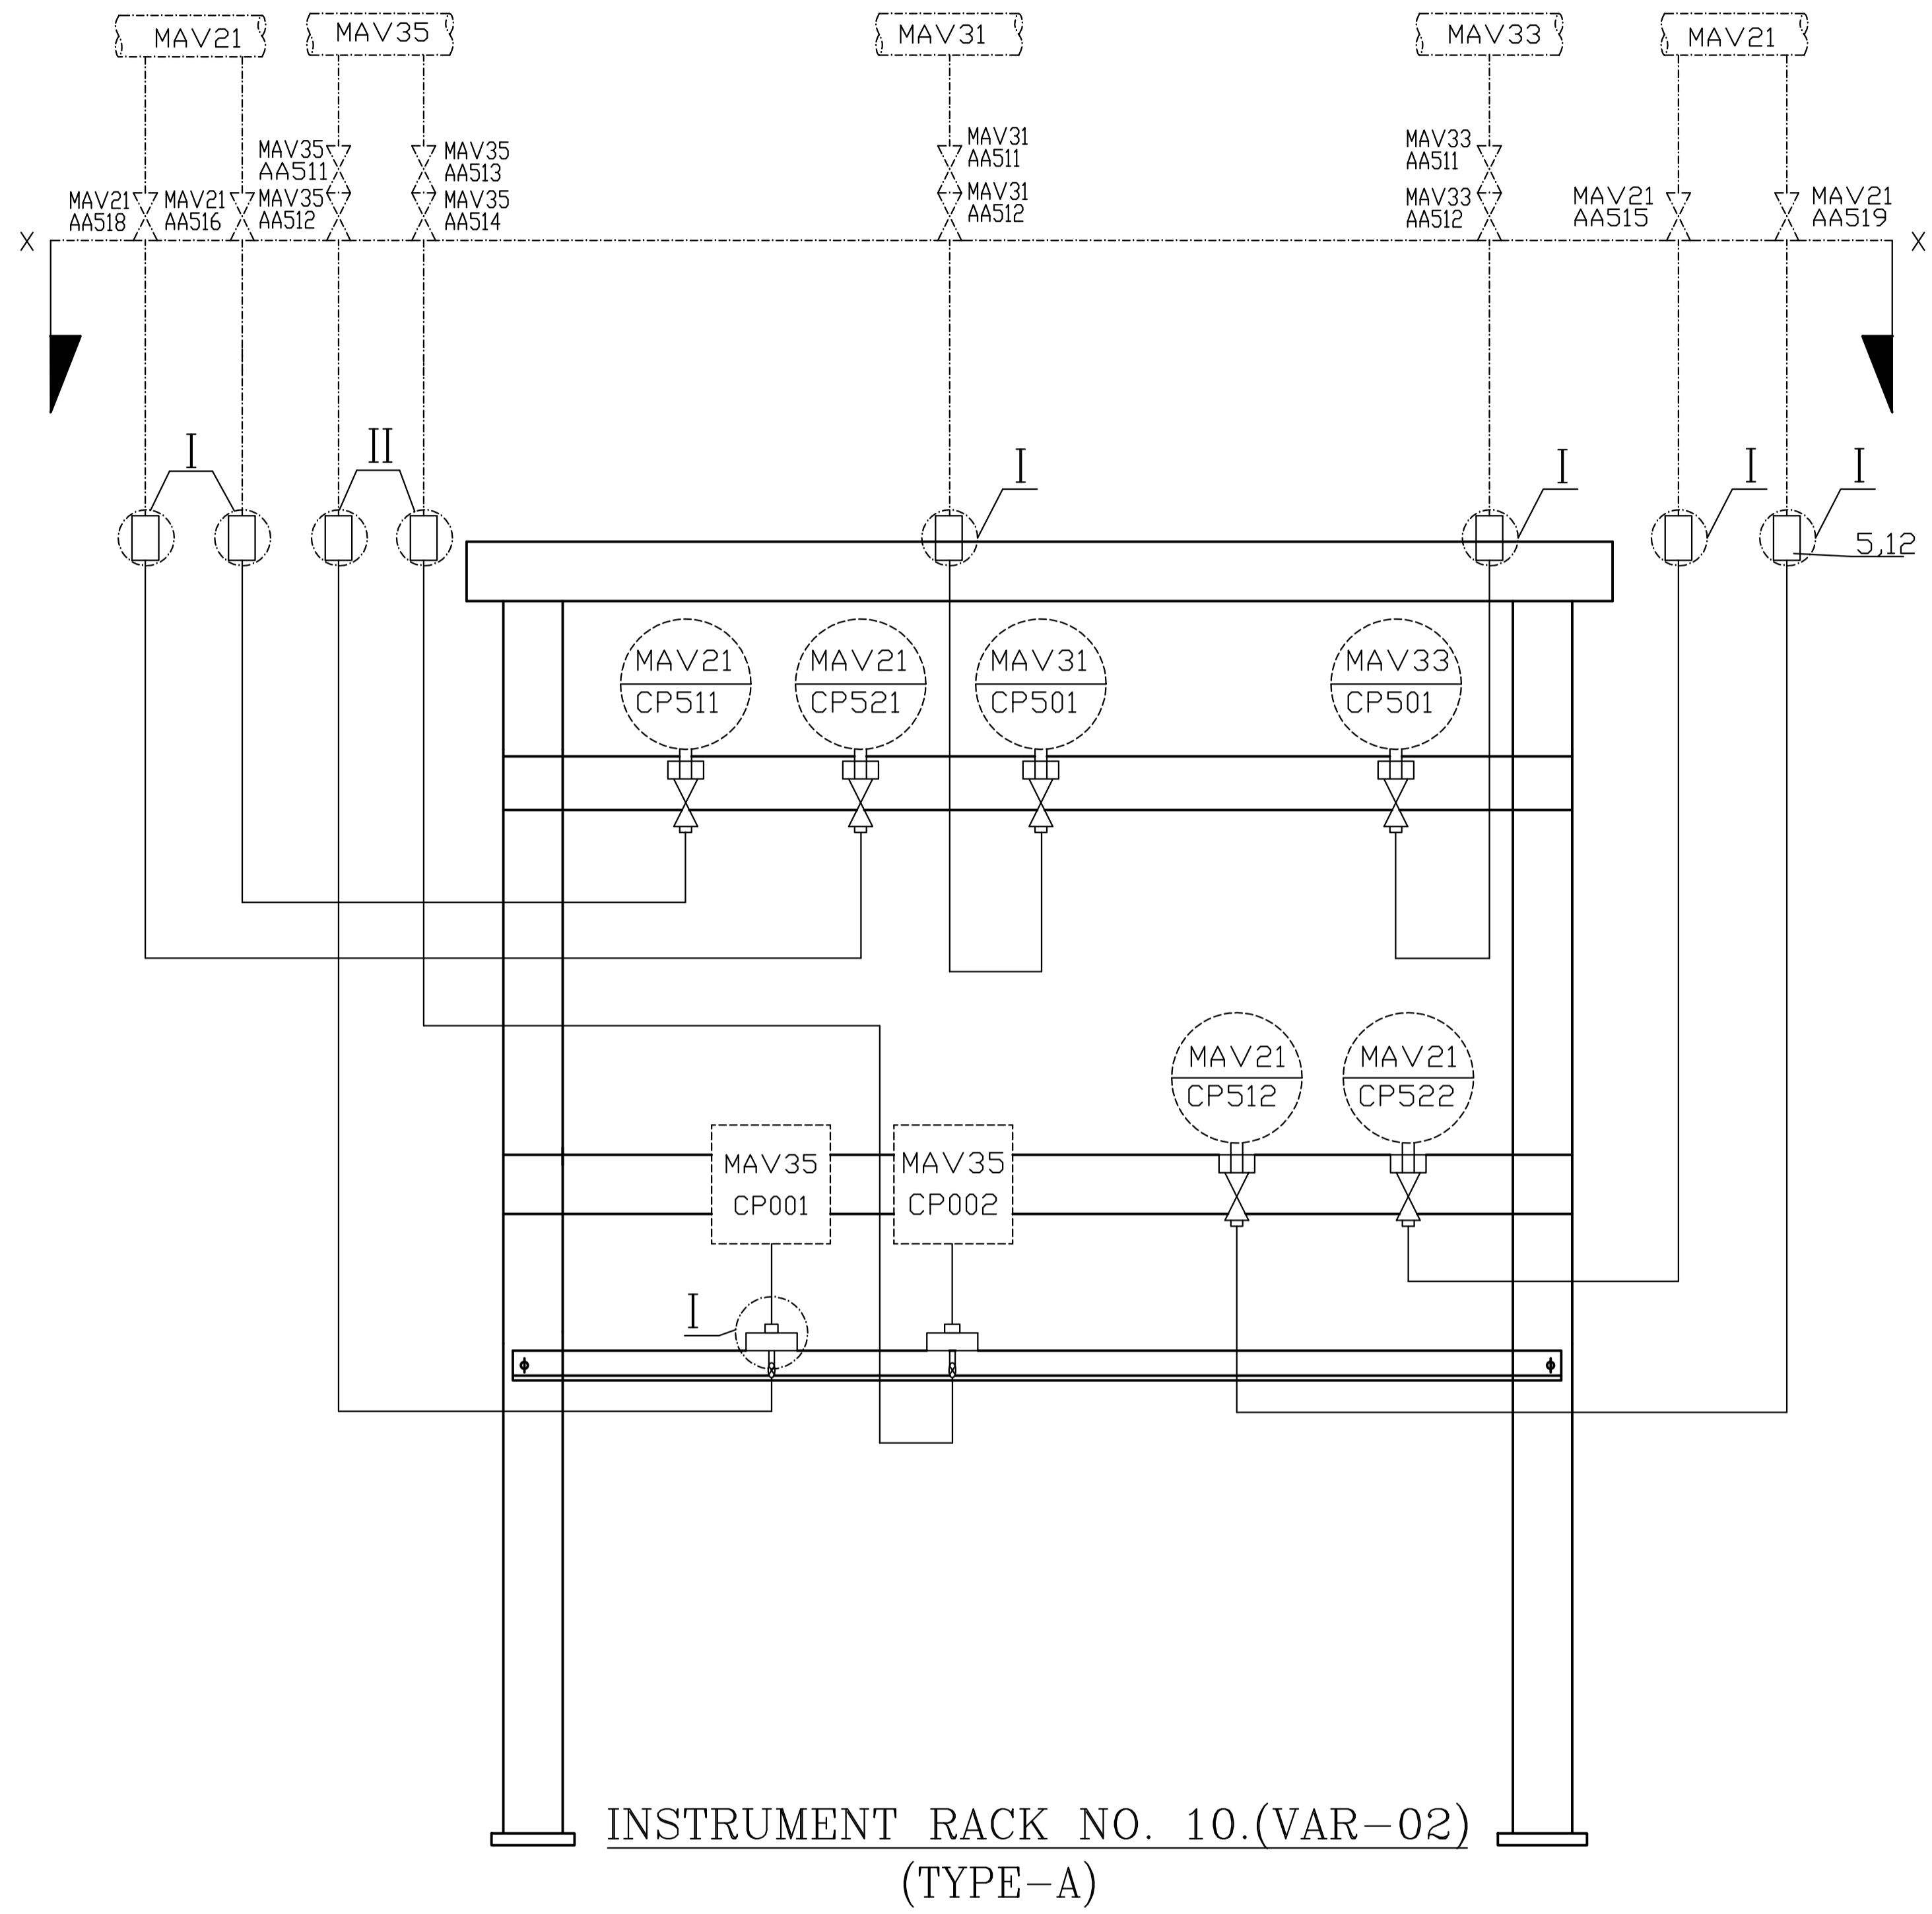 MAV21
MAV35
MAV31
MAV33
MAV21
MAV35
AA511
MAV35
AA512
MAV35
AA513
MAV35
AA514
MAV31
AA511
MAV31
AA512
MAV33
AA511
MAV33
AA512
MAV21
AA518
MAV21
AA516
MAV21
AA515
MAV21
AA519
X
X
I
II
I
I
I
I
5,12
MAV21
CP511
MAV21
CP521
MAV31
CP501
MAV33
CP501
MAV21
CP512
MAV21
CP522
MAV35
CP001
MAV35
CP002
I
INSTRUMENT RACK NO. 10.(VAR-02)
(TYPE-A)